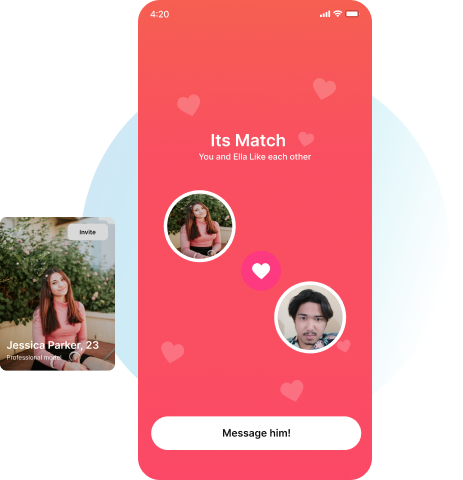 4:20
Its Match
You and Ella Like each other
Invite
Jessica Parker, 23
Professional model
Message him!